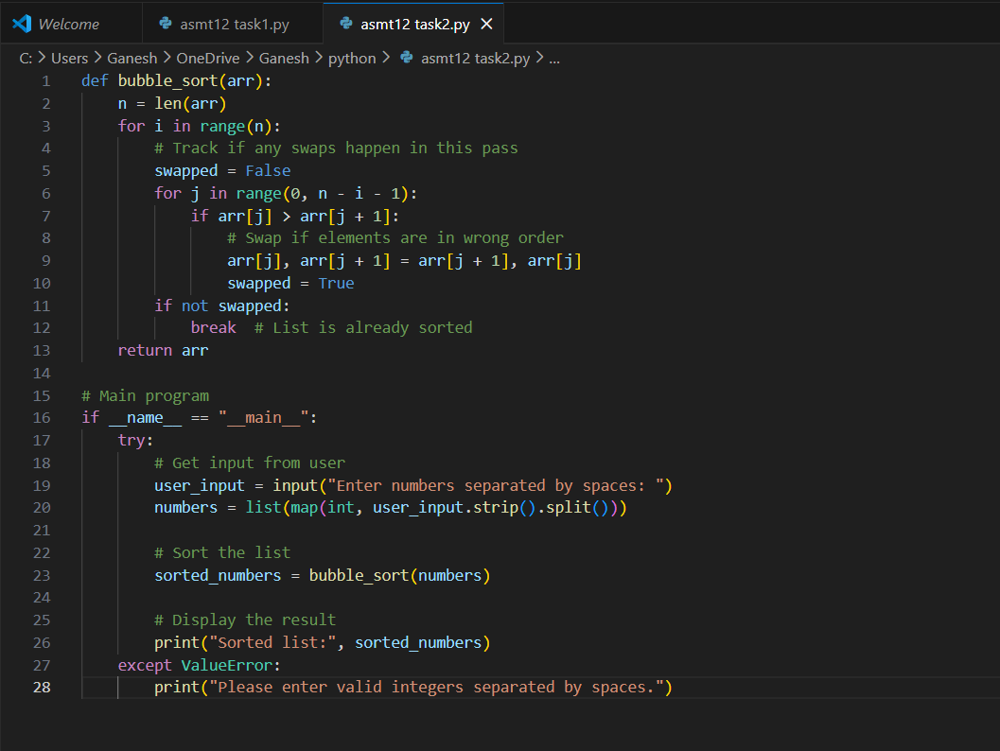 Welcome asmt12 task1.py asmt12 task2.py
C: > Users > Ganesh > OneDrive > Ganesh > python > asmt12 task2.py > ...
1 def bubble_sort(arr):
2     n = len(arr)
3     for i in range(n):
4         # Track if any swaps happen in this pass
5         swapped = False
6         for j in range(0, n - i - 1):
7             if arr[j] > arr[j + 1]:
8                 # Swap if elements are in wrong order
9                 arr[j], arr[j + 1] = arr[j + 1], arr[j]
10                 swapped = True
11         if not swapped:
12             break  # List is already sorted
13     return arr
14
15 # Main program
16 if __name__ == "__main__":
17     try:
18         # Get input from user
19         user_input = input("Enter numbers separated by spaces: ")
20         numbers = list(map(int, user_input.strip().split()))
21
22         # Sort the list
23         sorted_numbers = bubble_sort(numbers)
24
25         # Display the result
26         print("Sorted list:", sorted_numbers)
27     except ValueError:
28         print("Please enter valid integers separated by spaces.")